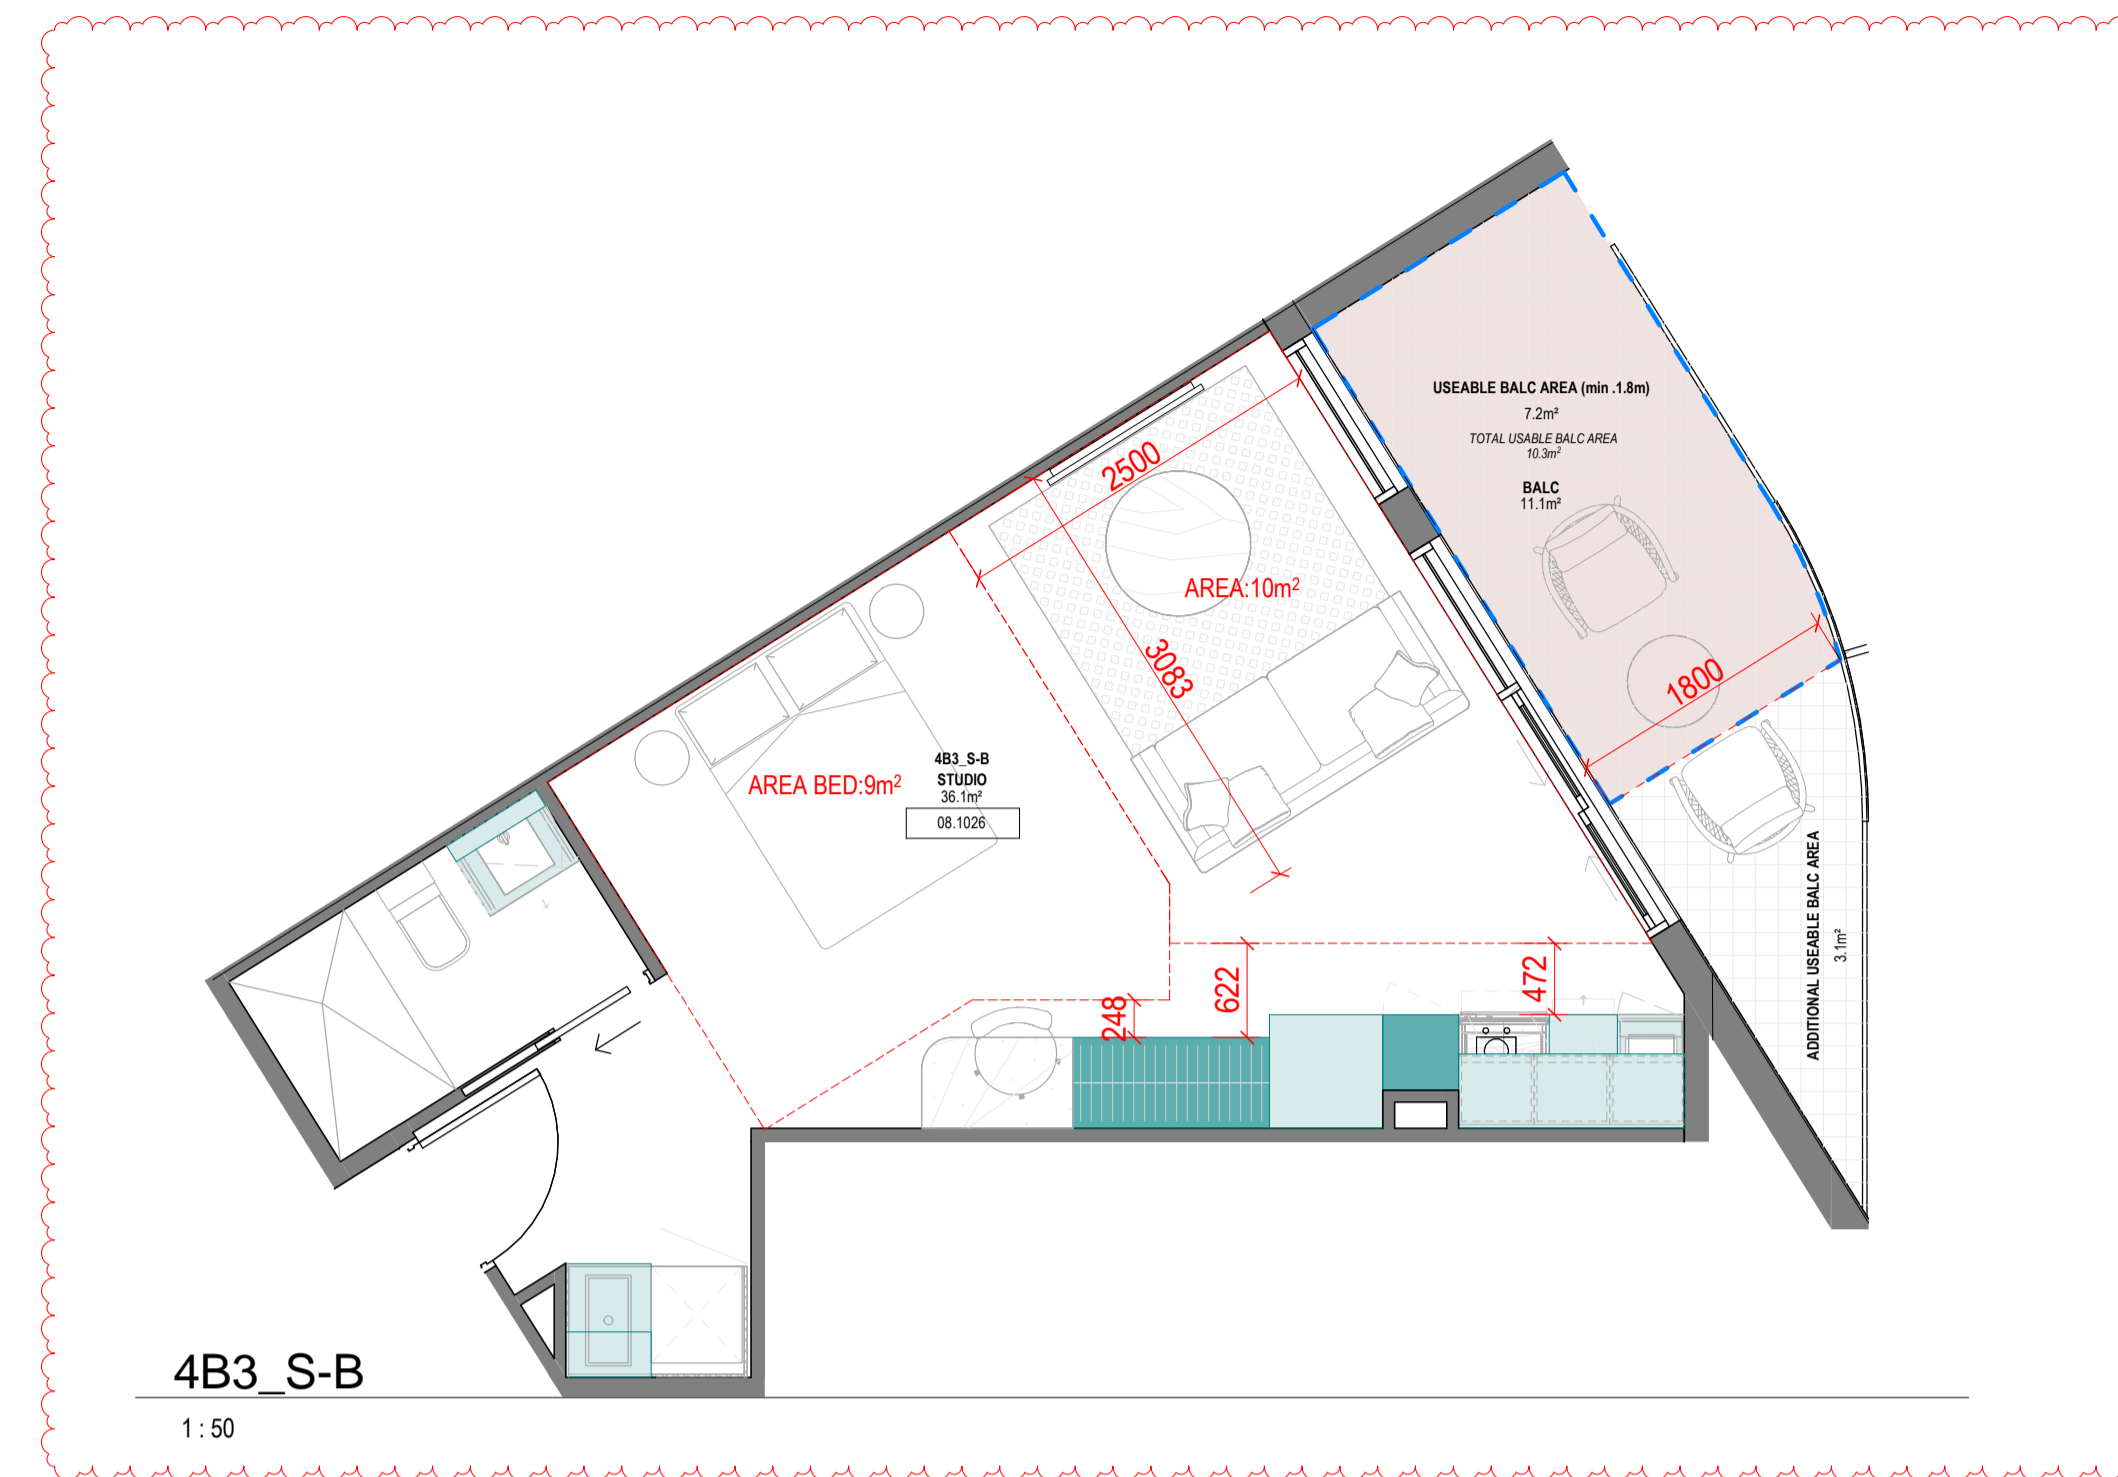 USEABLE BALC AREA (min .1.8m)
7.2m²
TOTAL USABLE BALC AREA
10.3m²
BALC
11.1m²
2500
AREA:10m²
3083
1800
4B3_S-B
STUDIO
36.1m²
08.1026
AREA BED:9m²
ADDITIONAL USEABLE BALC AREA
3.1m²
248
622
472
4B3_S-B
1 : 50